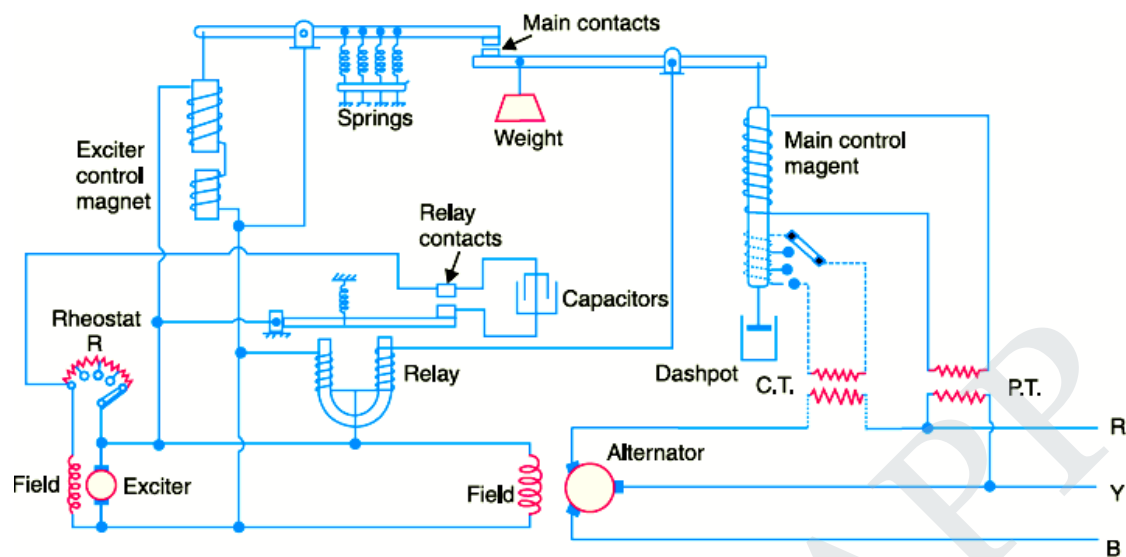 Main contacts
Springs
Weight
Exciter
control
magnet
Main control
magent
Relay
contacts
Capacitors
Rheostat
R
Relay
Dashpot
C.T.
P.T.
R
Alternator
Field
Exciter
Field
Y
B
APP